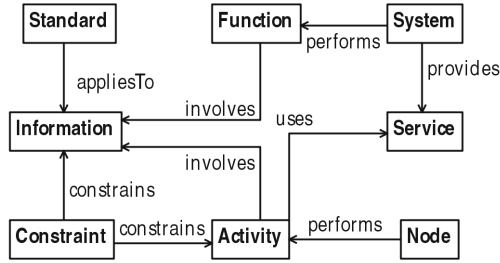 Standard
Function
System
performs
appliesTo
provides
involves
uses
Information
Service
involves
constrains
constrains
performs
Constraint
Activity
Node